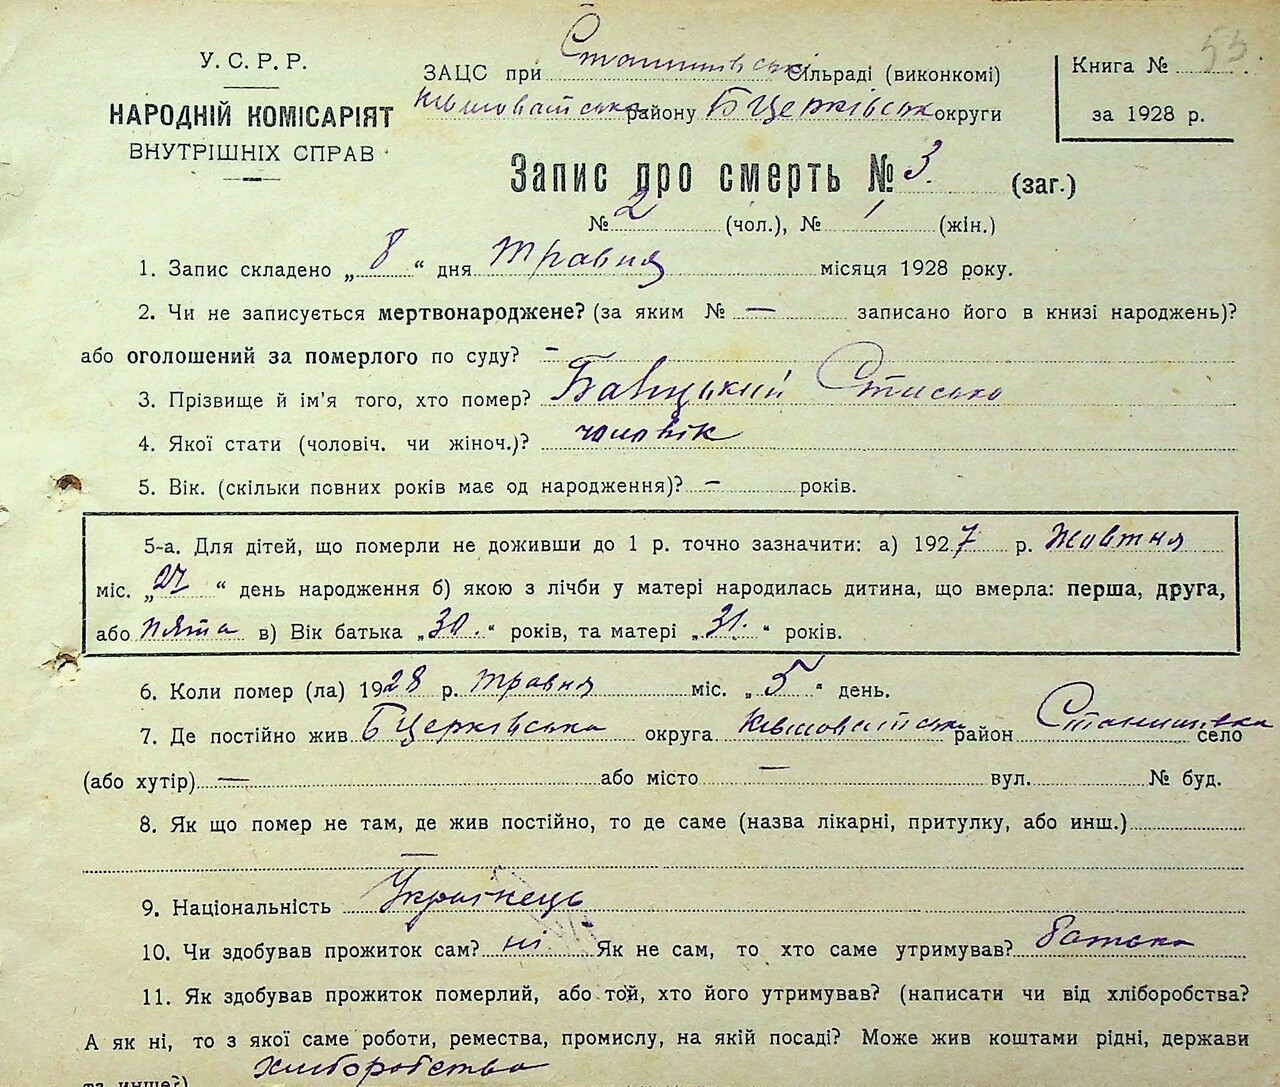 53
У. С. Р. Р.
НАРОДНІЙ КОМІСАРІЯТ
ВНУТРІШНІХ СПРАВ
ЗАЦС при Станишівській Сільраді (виконкомі)
району БЦерківськ округи
Книга №
за 1928 р.
Запис про смерть № 3. (заг.)
№ 2 (чол.), № 1 (жін.)
1. Запис складено „ 8 “ дня травня місяця 1928 року.
2. Чи не записується мертвонароджене? (за яким № — записано його в книзі народжень)?
або оголошений за померлого по суду? —
3. Прізвище й ім'я того, хто помер? Стисько
4. Якої стати (чоловіч. чи жіноч.)? чоловік
5. Вік. (скільки повних років має од народження)? — років.
5-а. Для дітей, що померли не доживши до 1 р. точно зазначити: а) 1927 р. Жовтня
міс. „ 27 “ день народження б) якою з лічби у матері народилась дитина, що вмерла: перша, друга,
або пята в) Вік батька „ 30. “ років, та матері „ 31. “ років.
6. Коли помер (ла) 1928 р. травня міс. „ 5 “ день.
7. Де постійно жив БЦерківська округа район Станишівка село
(або хутір) — або місто — вул. № буд.
8. Як що помер не там, де жив постійно, то де саме (назва лікарні, притулку, або инш.)
—
9. Національність Українець
10. Чи здобував прожиток сам? ні Як не сам, то хто саме утримував? батько
11. Як здобував прожиток померлий, або той, хто його утримував? (написати чи від хліборобства?
А як ні, то з якої саме роботи, ремества, промислу, на якій посаді? Може жив коштами рідні, держави
та инше?) хліборобство